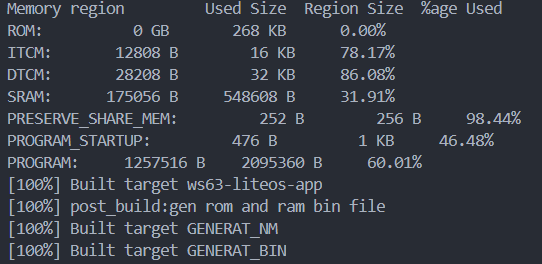 Memory region         Used Size  Region Size  %age Used
ROM:          0 GB       268 KB      0.00%
ITCM:       12808 B        16 KB     78.17%
DTCM:       28208 B        32 KB     86.08%
SRAM:      175056 B     548608 B     31.91%
PRESERVE_SHARE_MEM:         252 B        256 B     98.44%
PROGRAM_STARTUP:         476 B         1 KB     46.48%
PROGRAM:     1257516 B    2095360 B     60.01%
[100%] Built target ws63-liteos-app
[100%] post_build:gen rom and ram bin file
[100%] Built target GENERAT_NM
[100%] Built target GENERAT_BIN